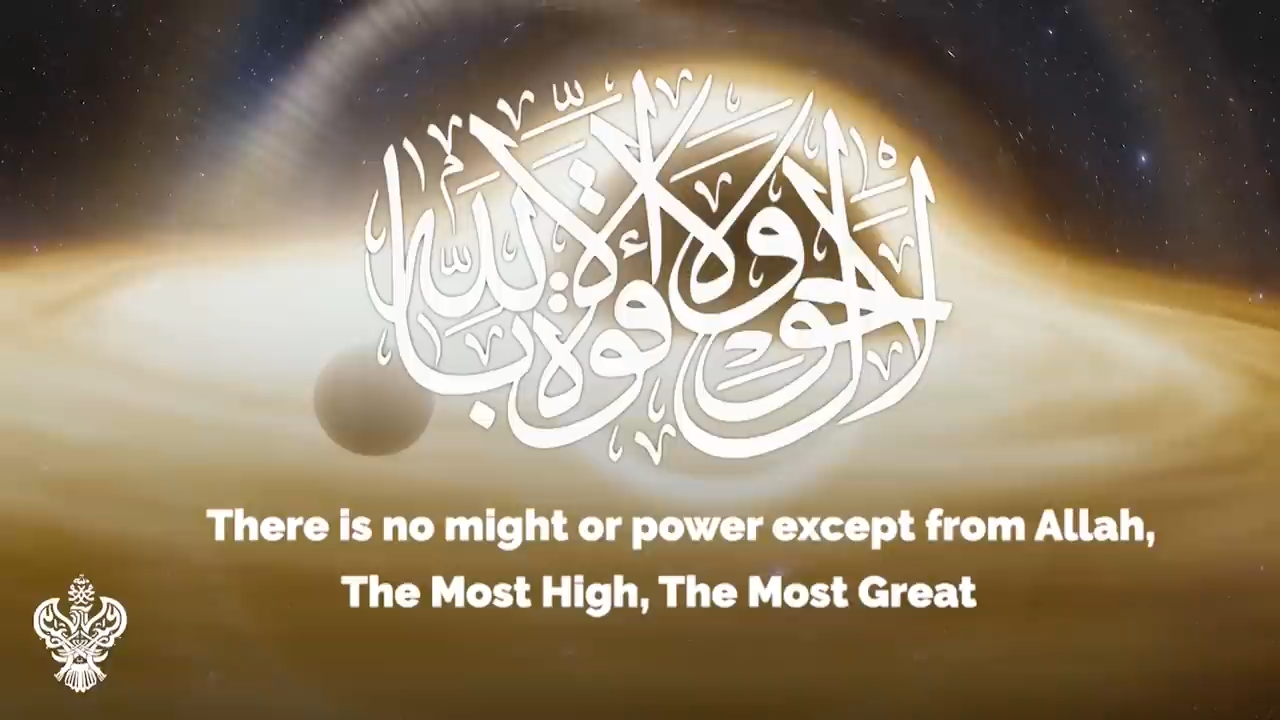 لا حول ولا قوة إلا بالله
There is no might or power except from Allah,
The Most High, The Most Great